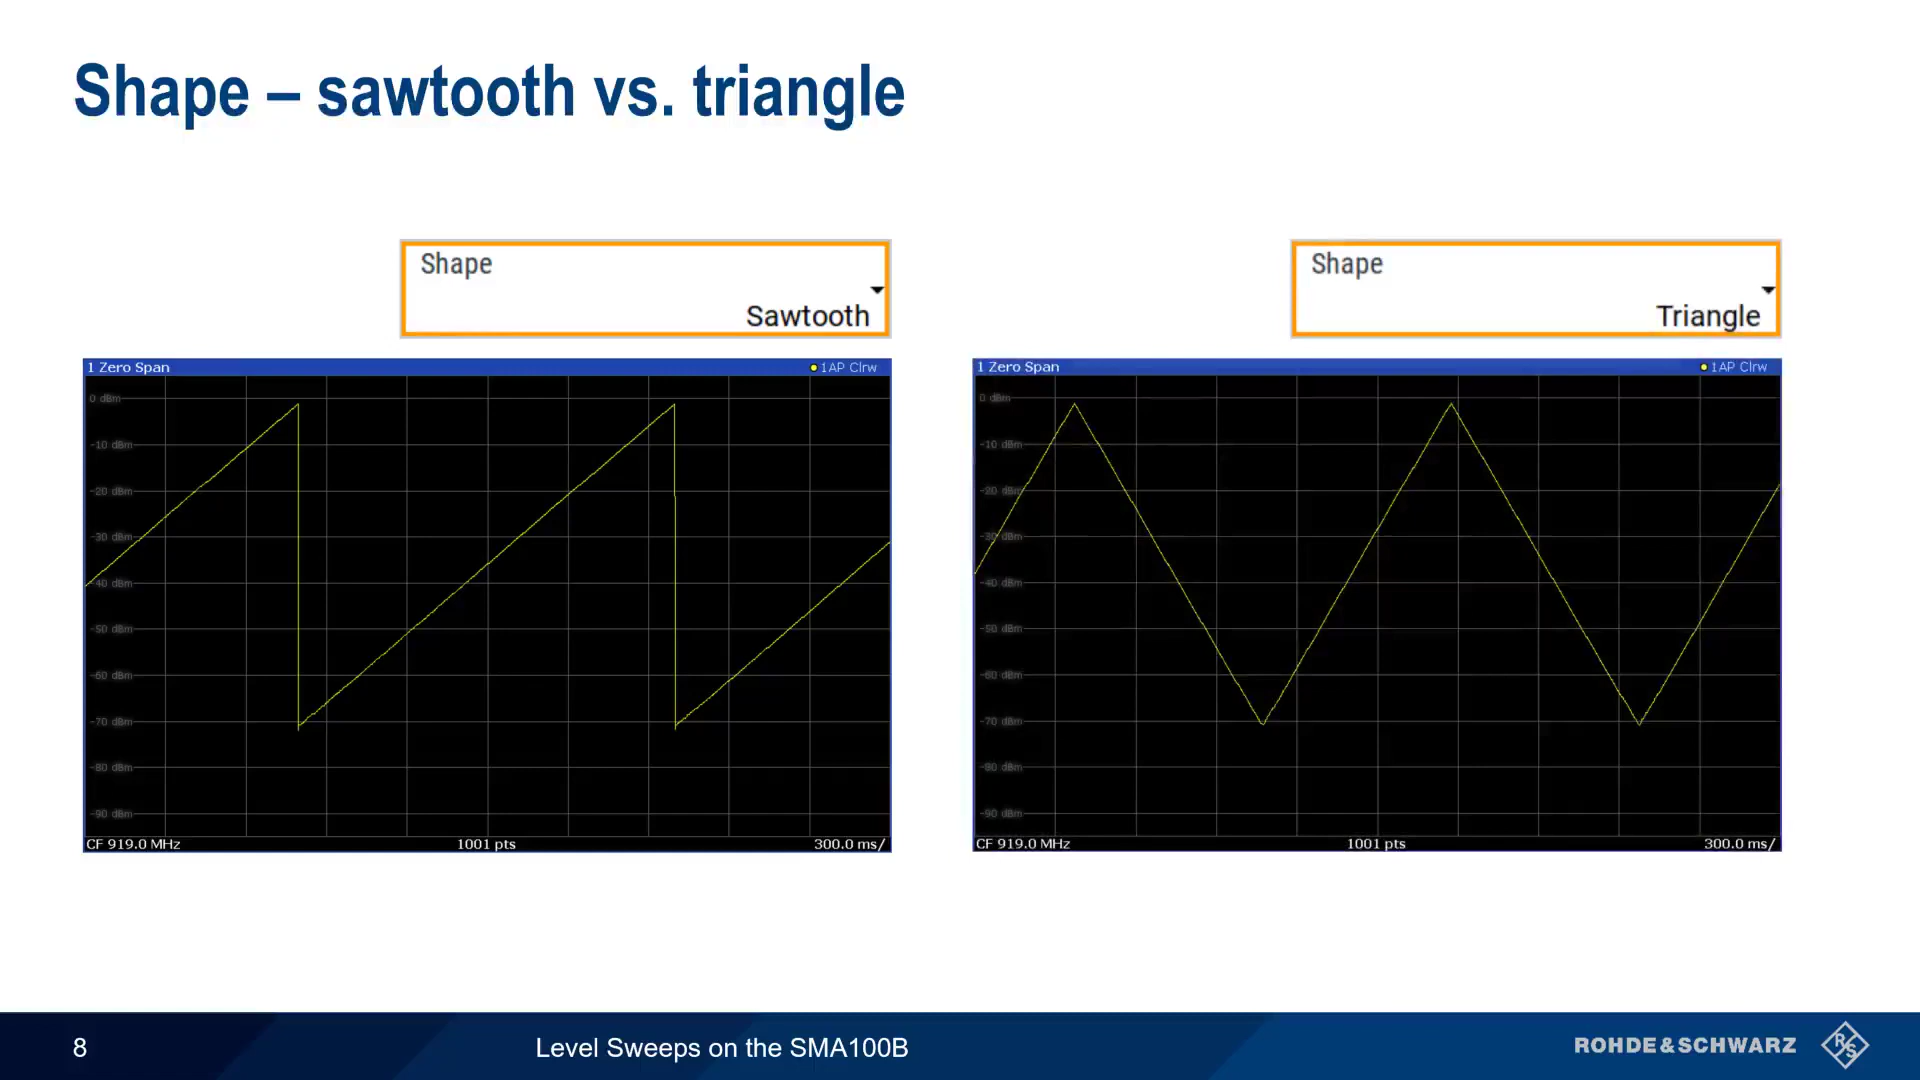 Shape – sawtooth vs. triangle
Shape
Sawtooth
Shape
Triangle
1 Zero Span
1AP Clrw
0 dBm
-10 dBm
-20 dBm
-30 dBm
-40 dBm
-50 dBm
-60 dBm
-70 dBm
-80 dBm
-90 dBm
CF 919.0 MHz
1001 pts
300.0 ms/
1 Zero Span
1AP Clrw
0 dBm
-10 dBm
-20 dBm
-30 dBm
-40 dBm
-50 dBm
-60 dBm
-70 dBm
-80 dBm
-90 dBm
CF 919.0 MHz
1001 pts
300.0 ms/
8
Level Sweeps on the SMA100B
ROHDE&SCHWARZ
R&S